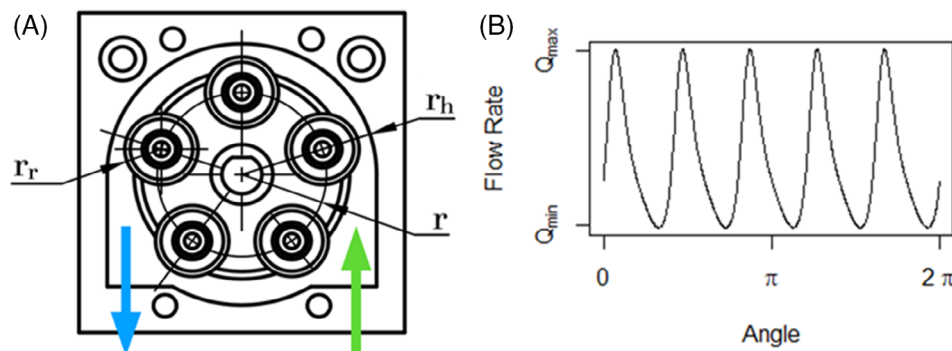 (A)
r_h
r_r
r
(B)
Flow Rate
Q_max
Q_min
0
π
2 π
Angle